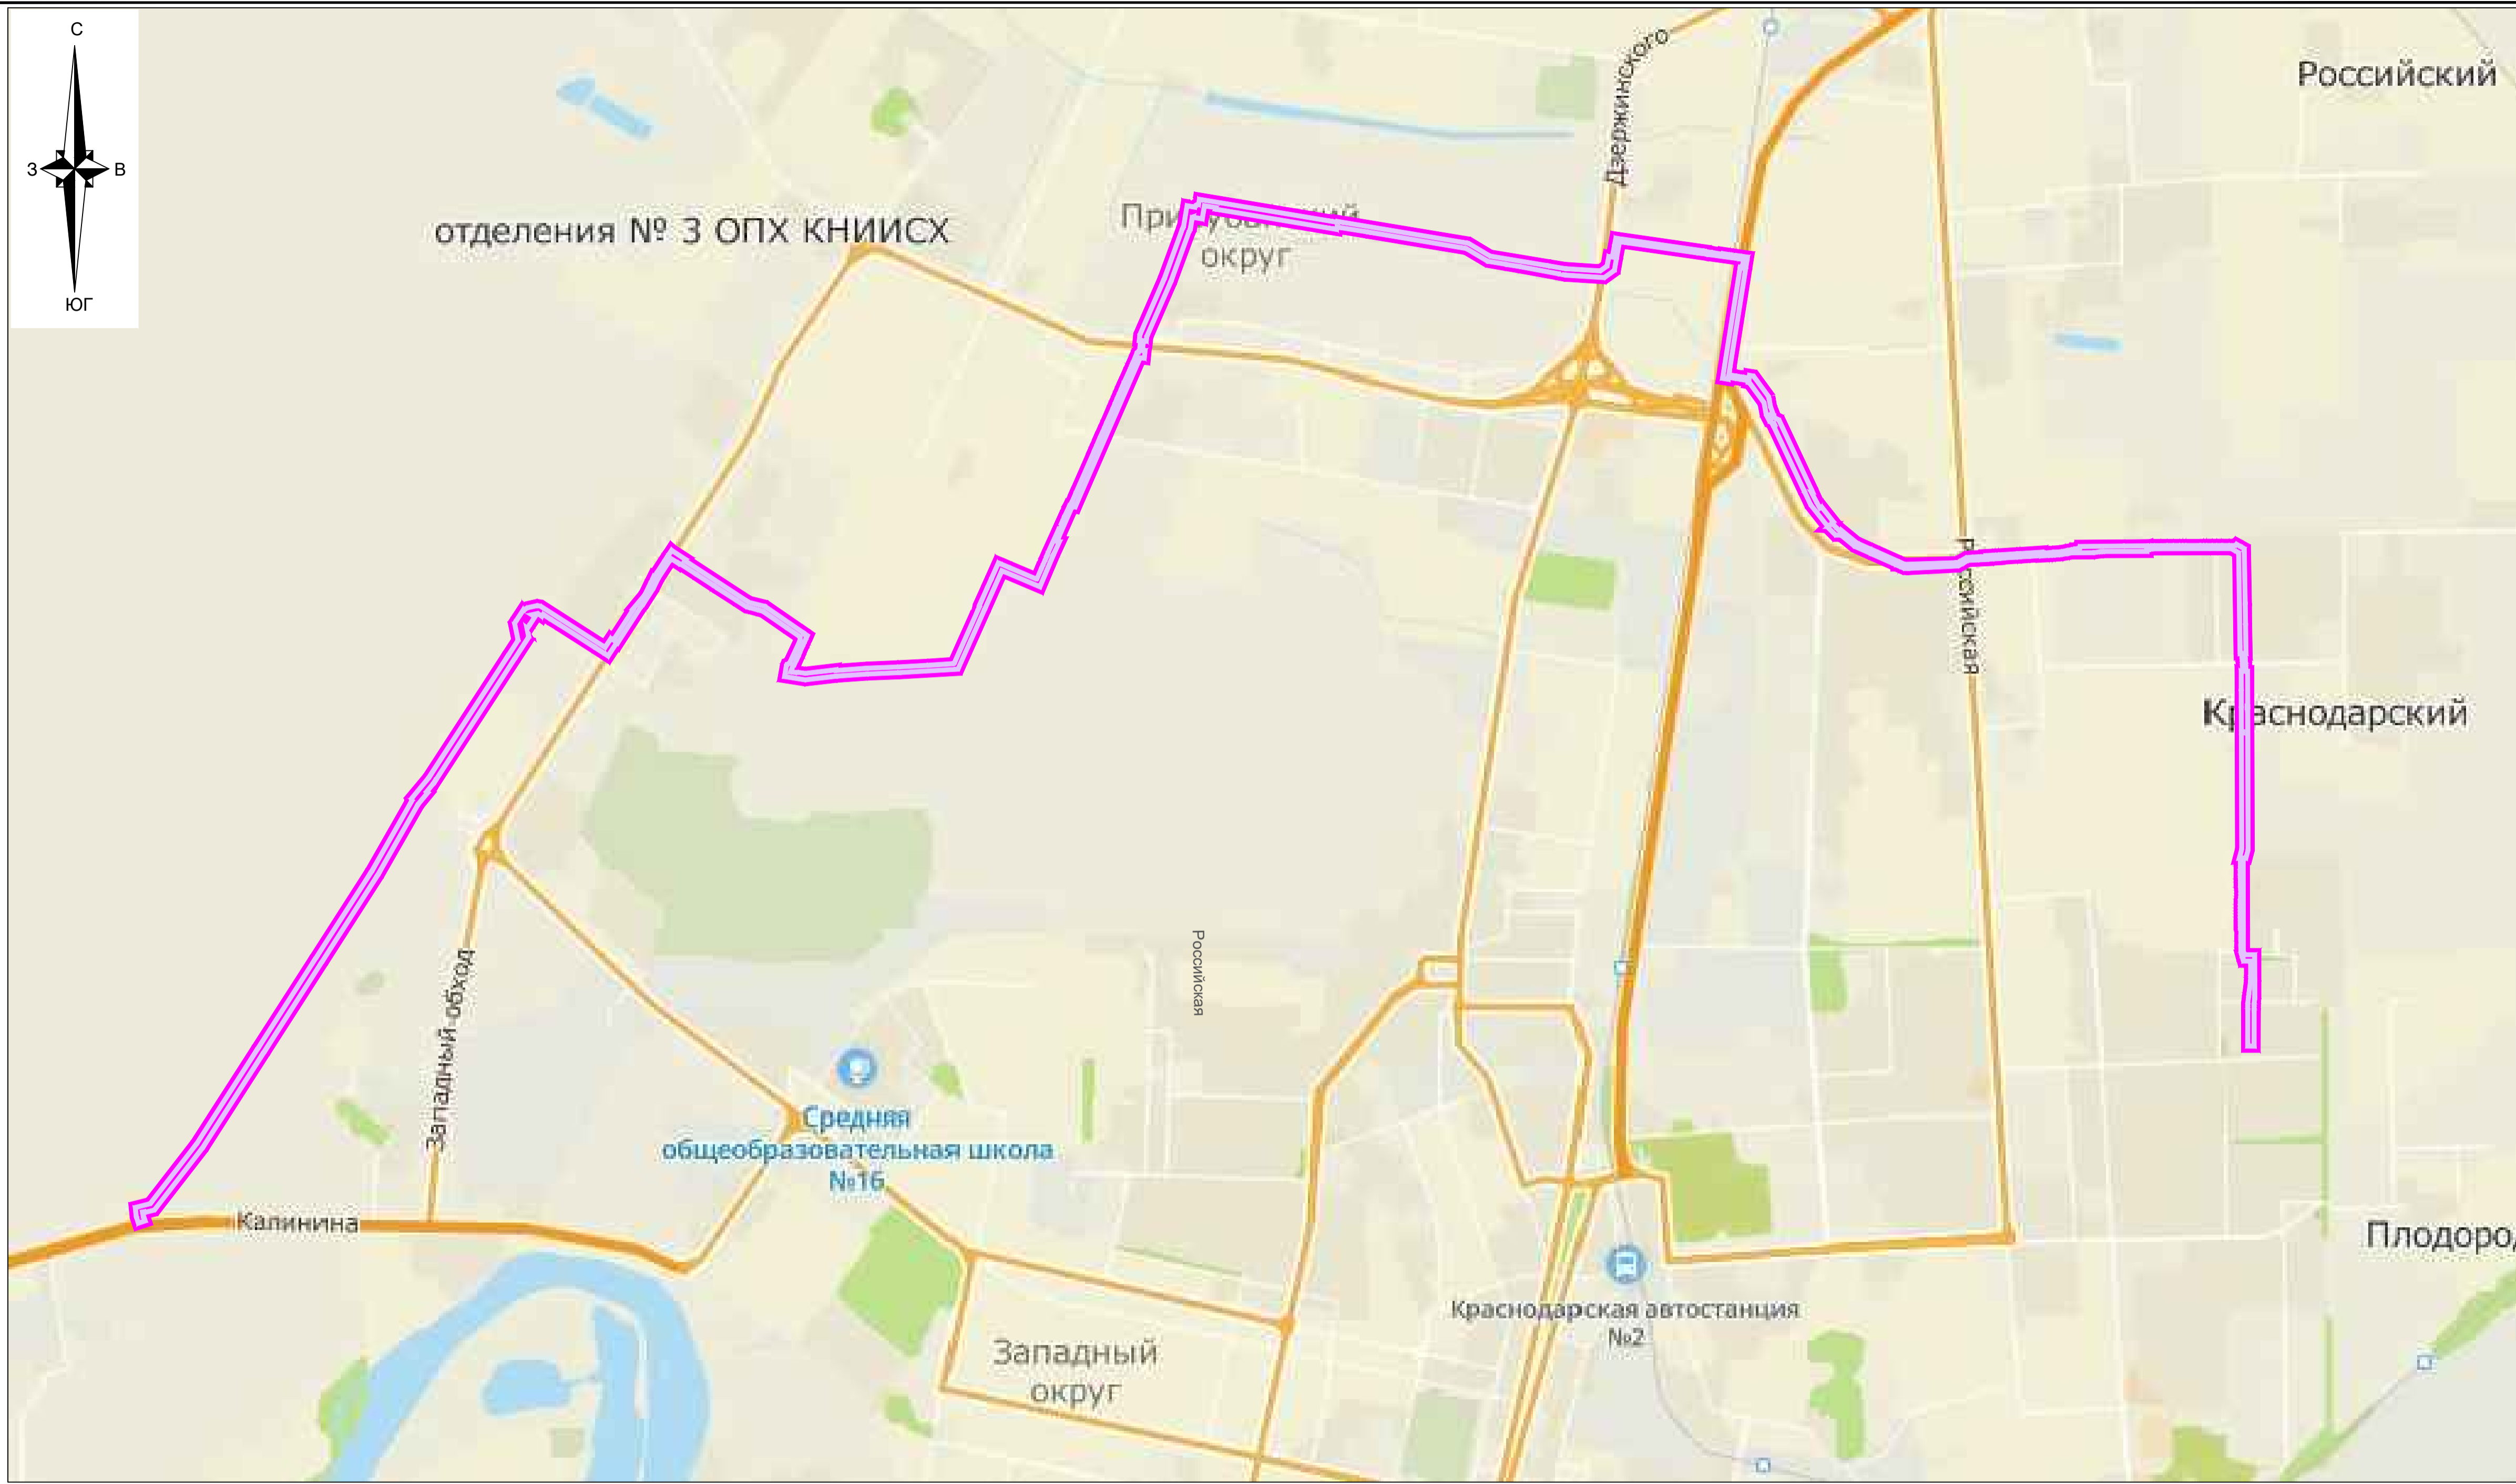 С
З
В
ЮГ
Дзержинского
Российский
отделения № 3 ОПХ КНИИСХ
округ
Краснодарский
Российская
Западный обход
Средняя
общеобразовательная школа
№16
Калинина
Плодород
Краснодарская автостанция
№2
Западный
округ